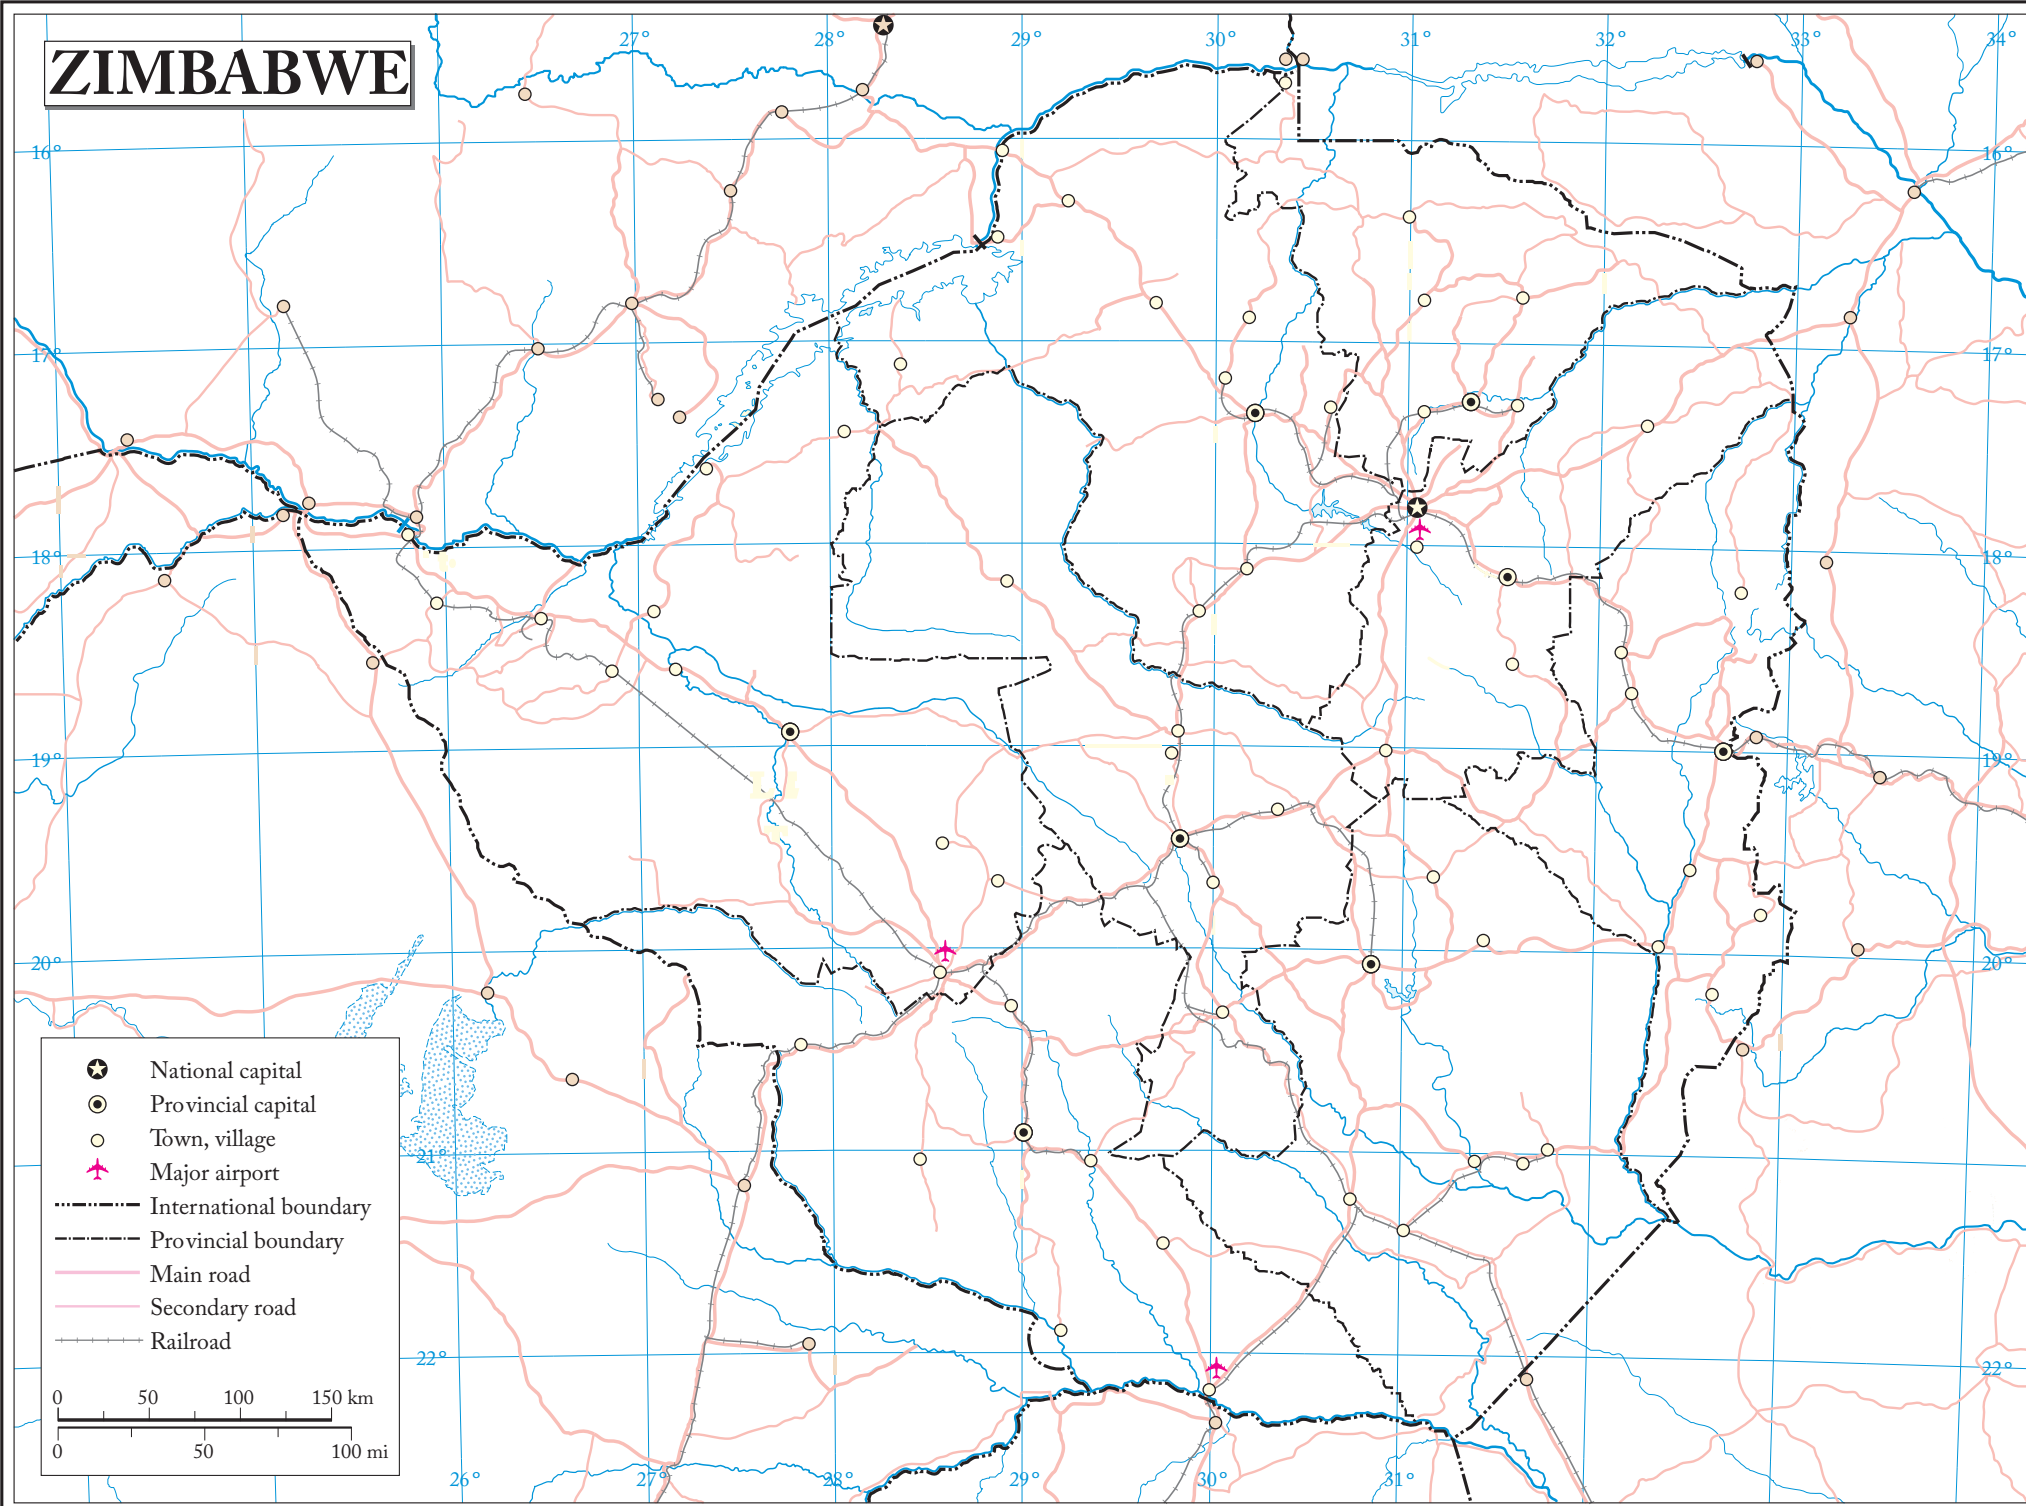 27° 28° 29° 30° 31° 32° 33° 34°
ZIMBABWE
16° 16°
17° 17°
18° 18°
19° 19°
20° 20°
National capital
Provincial capital
Town, village
21° 21°
Major airport
International boundary
Provincial boundary
Main road
Secondary road
Railroad
22° 22°
0 50 100 150 km
0 50 100 mi
26° 27° 28° 29° 30° 31°